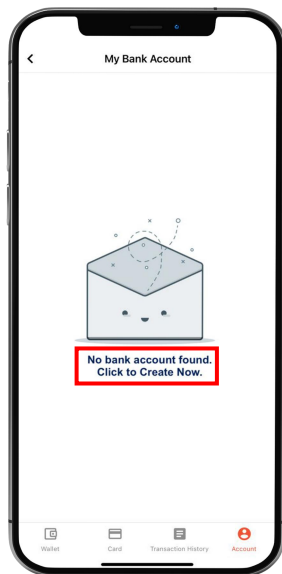 My Bank Account
No bank account found.
Click to Create Now.
Wallet
Card
Transaction History
Account